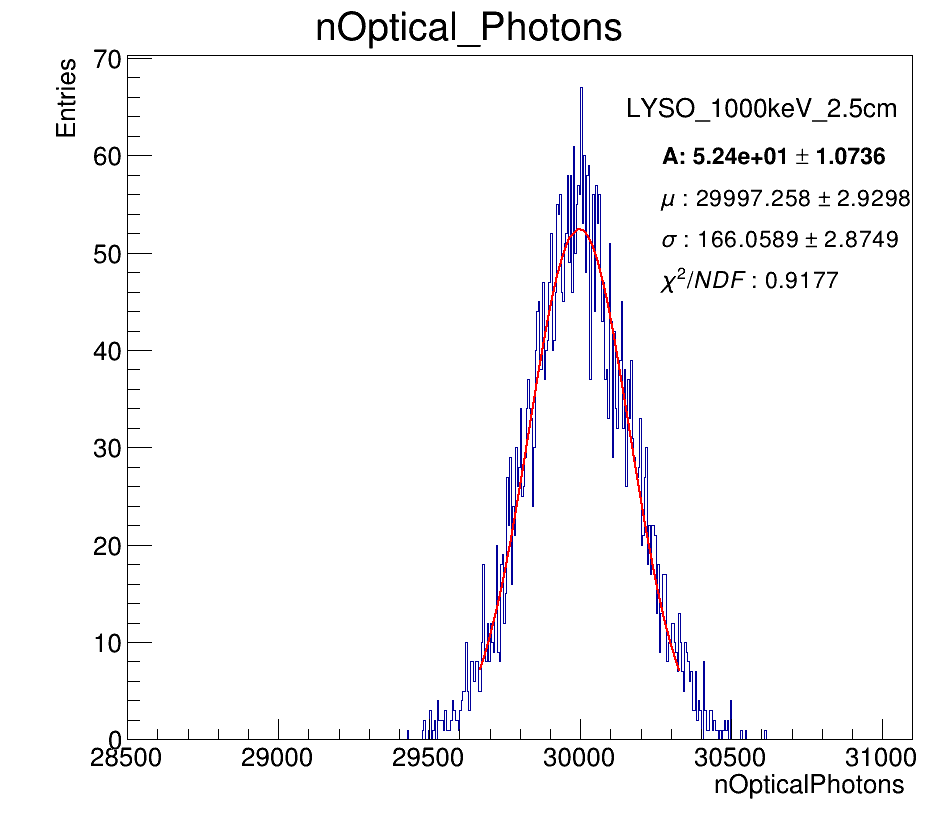 nOptical_Photons
Entries
70
60
50
40
30
20
10
0
LYSO_1000keV_2.5cm
A: 5.24e+01 ± 1.0736
μ : 29997.258 ± 2.9298
σ : 166.0589 ± 2.8749
χ²/NDF : 0.9177
28500 29000 29500 30000 30500 31000
nOpticalPhotons